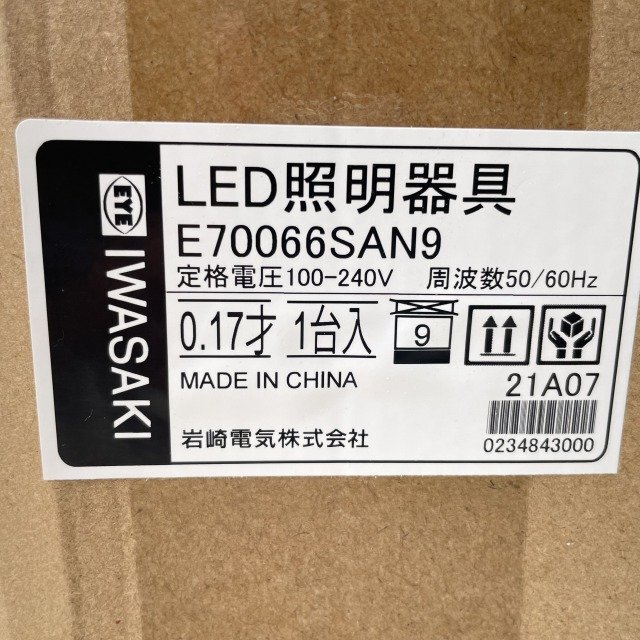 EYE
IWASAKI
LED照明器具
E70066SAN9
定格電圧100-240V 周波数50/60Hz
0.17才 1台入 9
MADE IN CHINA
21A07
岩崎電気株式会社
0234843000